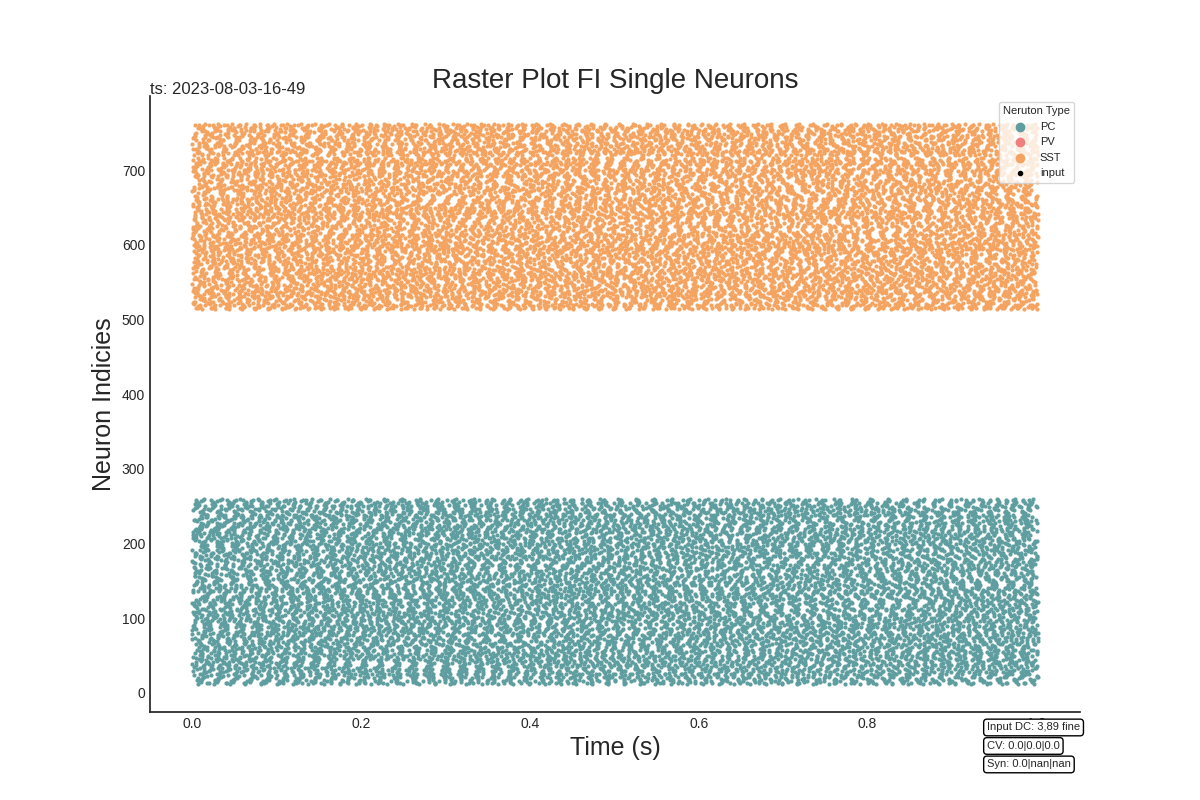 Raster Plot FI Single Neurons
ts: 2023-08-03-16-49
Neruton Type
PC
PV
SST
input
Neuron Indicies
700
600
500
400
300
200
100
0
0.0 0.2 0.4 0.6 0.8
Time (s)
Input DC: 3,89 fine
CV: 0.0|0.0|0.0
Syn: 0.0|nan|nan